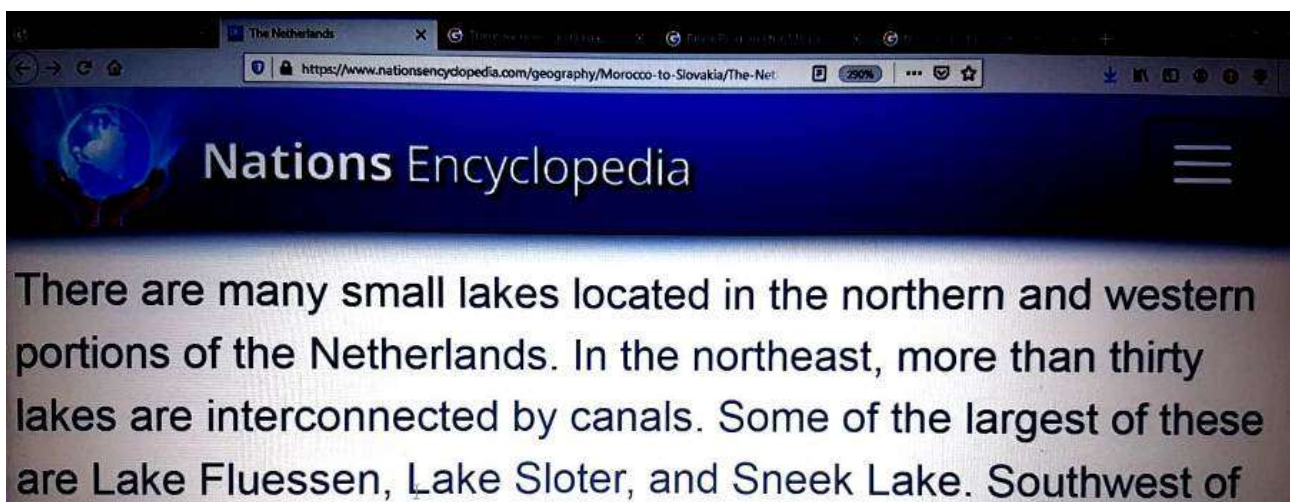 The Netherlands
https://www.nationsencyclopedia.com/geography/Morocco-to-Slovakia/The-Net
290%
Nations Encyclopedia
There are many small lakes located in the northern and western
portions of the Netherlands. In the northeast, more than thirty
lakes are interconnected by canals. Some of the largest of these
are Lake Fluessen, Lake Sloter, and Sneek Lake. Southwest of